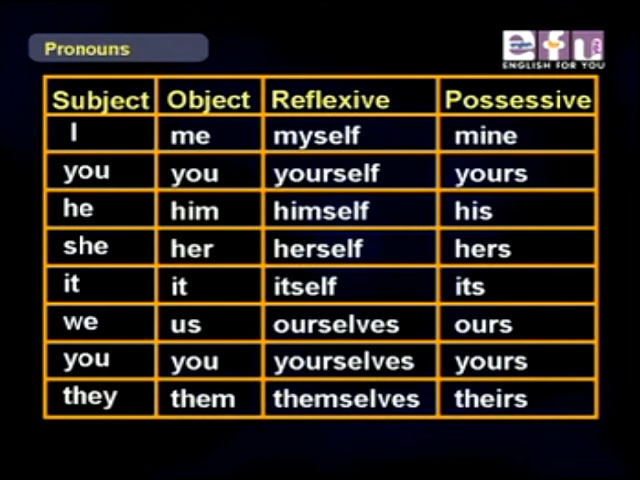 Pronouns
efu
ENGLISH FOR YOU
Subject Object Reflexive Possessive
I me myself mine
you you yourself yours
he him himself his
she her herself hers
it it itself its
we us ourselves ours
you you yourselves yours
they them themselves theirs